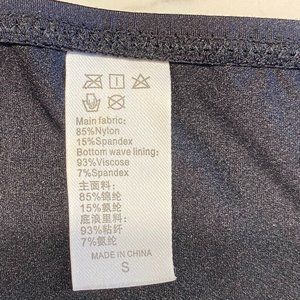 Main fabric:
85%Nylon
15%Spandex
Bottom wave lining:
93%Viscose
7%Spandex
主面料:
85%锦纶
15%氨纶
底浪里料:
93%粘纤
7%氨纶
MADE IN CHINA
S